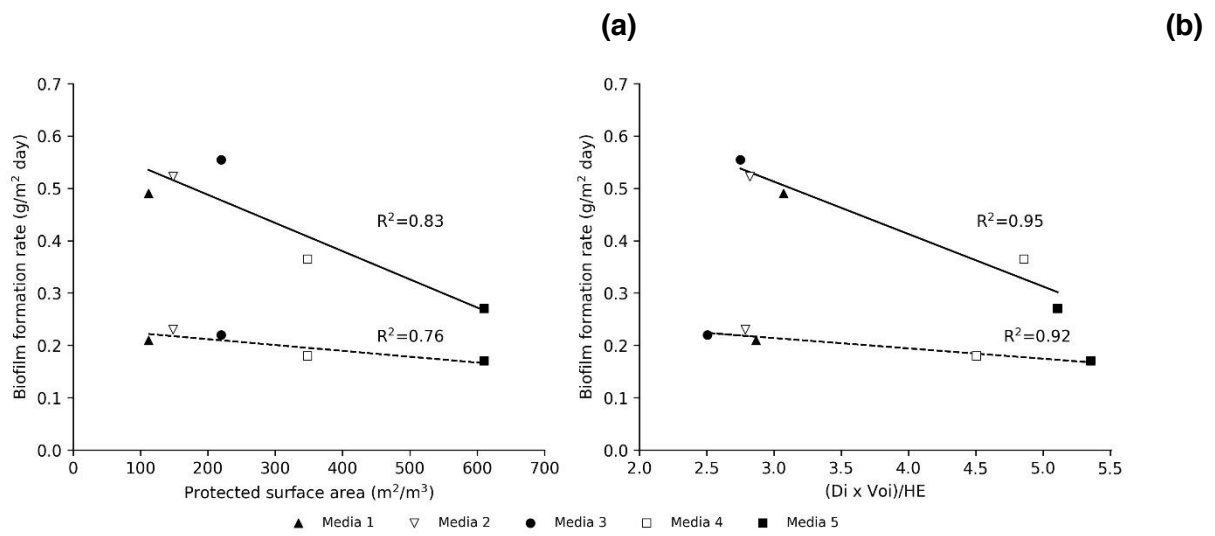 (a)
(b)
0.7
0.6
0.5
0.4
0.3
0.2
0.1
0.0
Biofilm formation rate (g/m² day)
R²=0.83
R²=0.76
0 100 200 300 400 500 600 700
Protected surface area (m²/m³)
0.7
0.6
0.5
0.4
0.3
0.2
0.1
0.0
Biofilm formation rate (g/m² day)
R²=0.95
R²=0.92
2.0 2.5 3.0 3.5 4.0 4.5 5.0 5.5
(Di x Voi)/HE
Media 1 Media 2 Media 3 Media 4 Media 5